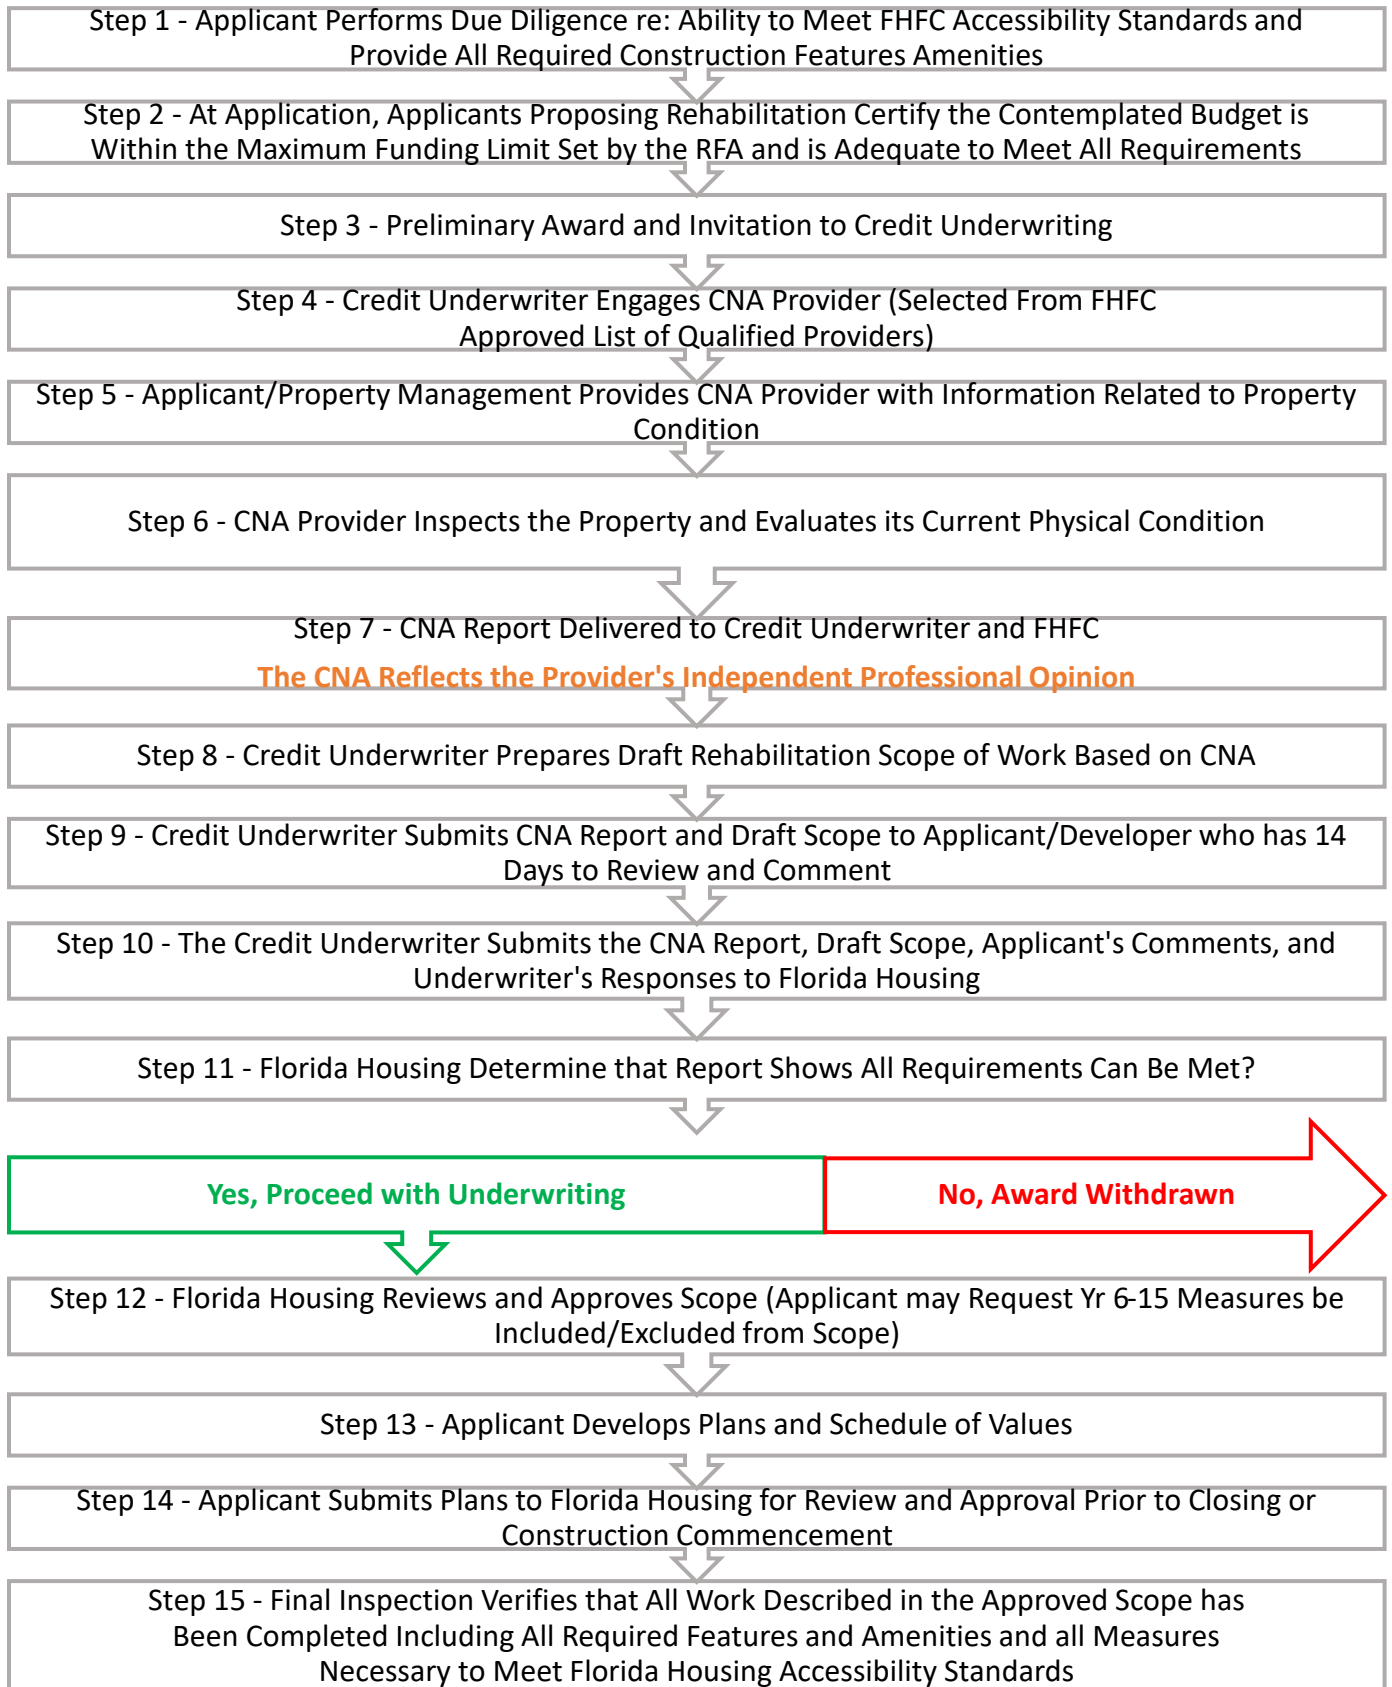 Step 1 - Applicant Performs Due Diligence re: Ability to Meet FHFC Accessibility Standards and
Provide All Required Construction Features Amenities
Step 2 - At Application, Applicants Proposing Rehabilitation Certify the Contemplated Budget is
Within the Maximum Funding Limit Set by the RFA and is Adequate to Meet All Requirements
Step 3 - Preliminary Award and Invitation to Credit Underwriting
Step 4 - Credit Underwriter Engages CNA Provider (Selected From FHFC
Approved List of Qualified Providers)
Step 5 - Applicant/Property Management Provides CNA Provider with Information Related to Property
Condition
Step 6 - CNA Provider Inspects the Property and Evaluates its Current Physical Condition
Step 7 - CNA Report Delivered to Credit Underwriter and FHFC
The CNA Reflects the Provider's Independent Professional Opinion
Step 8 - Credit Underwriter Prepares Draft Rehabilitation Scope of Work Based on CNA
Step 9 - Credit Underwriter Submits CNA Report and Draft Scope to Applicant/Developer who has 14
Days to Review and Comment
Step 10 - The Credit Underwriter Submits the CNA Report, Draft Scope, Applicant's Comments, and
Underwriter's Responses to Florida Housing
Step 11 - Florida Housing Determine that Report Shows All Requirements Can Be Met?
Yes, Proceed with Underwriting
No, Award Withdrawn
Step 12 - Florida Housing Reviews and Approves Scope (Applicant may Request Yr 6-15 Measures be
Included/Excluded from Scope)
Step 13 - Applicant Develops Plans and Schedule of Values
Step 14 - Applicant Submits Plans to Florida Housing for Review and Approval Prior to Closing or
Construction Commencement
Step 15 - Final Inspection Verifies that All Work Described in the Approved Scope has
Been Completed Including All Required Features and Amenities and all Measures
Necessary to Meet Florida Housing Accessibility Standards